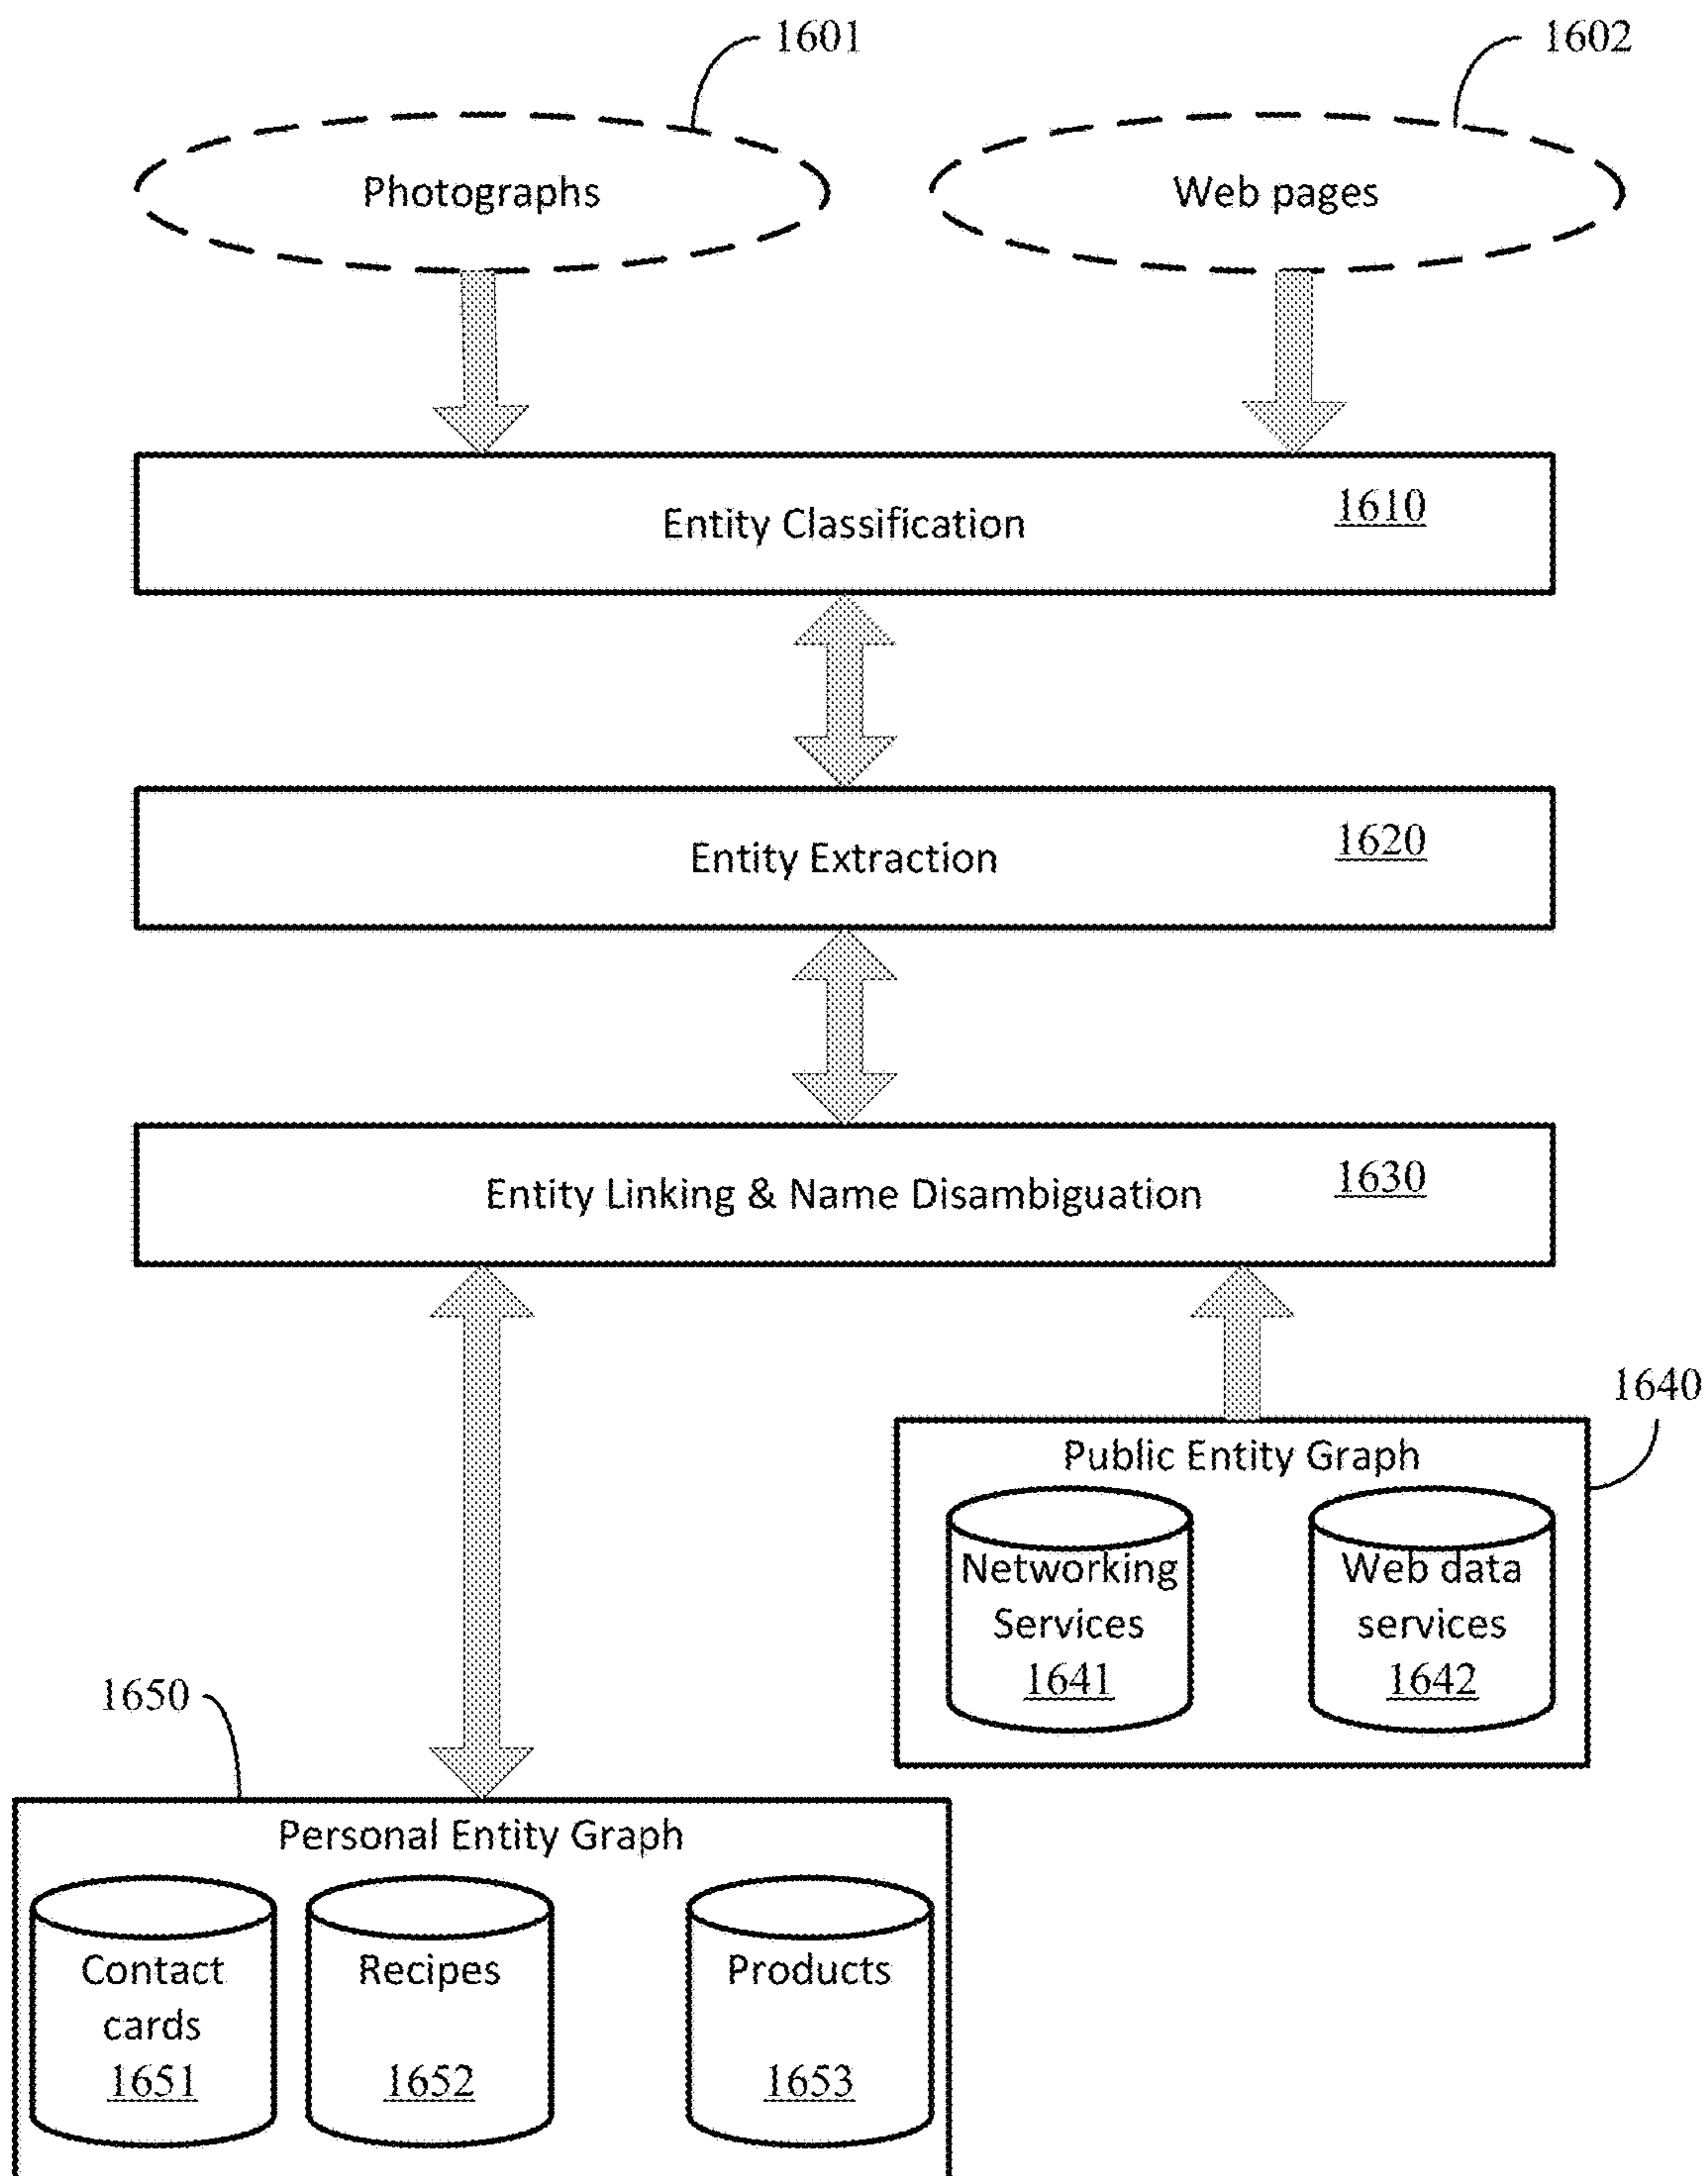 1601
1602
Photographs
Web pages
Entity Classification
1610
Entity Extraction
1620
Entity Linking & Name Disambiguation
1630
1640
Public Entity Graph
Networking
Services
1641
Web data
services
1642
1650
Personal Entity Graph
Contact
cards
1651
Recipes
1652
Products
1653